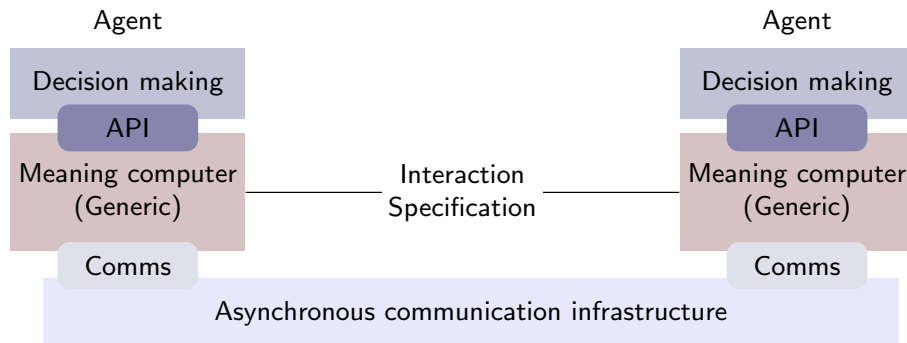 Agent
Agent
Decision making
Decision making
API
API
Meaning computer
(Generic)
Interaction
Specification
Meaning computer
(Generic)
Comms
Comms
Asynchronous communication infrastructure